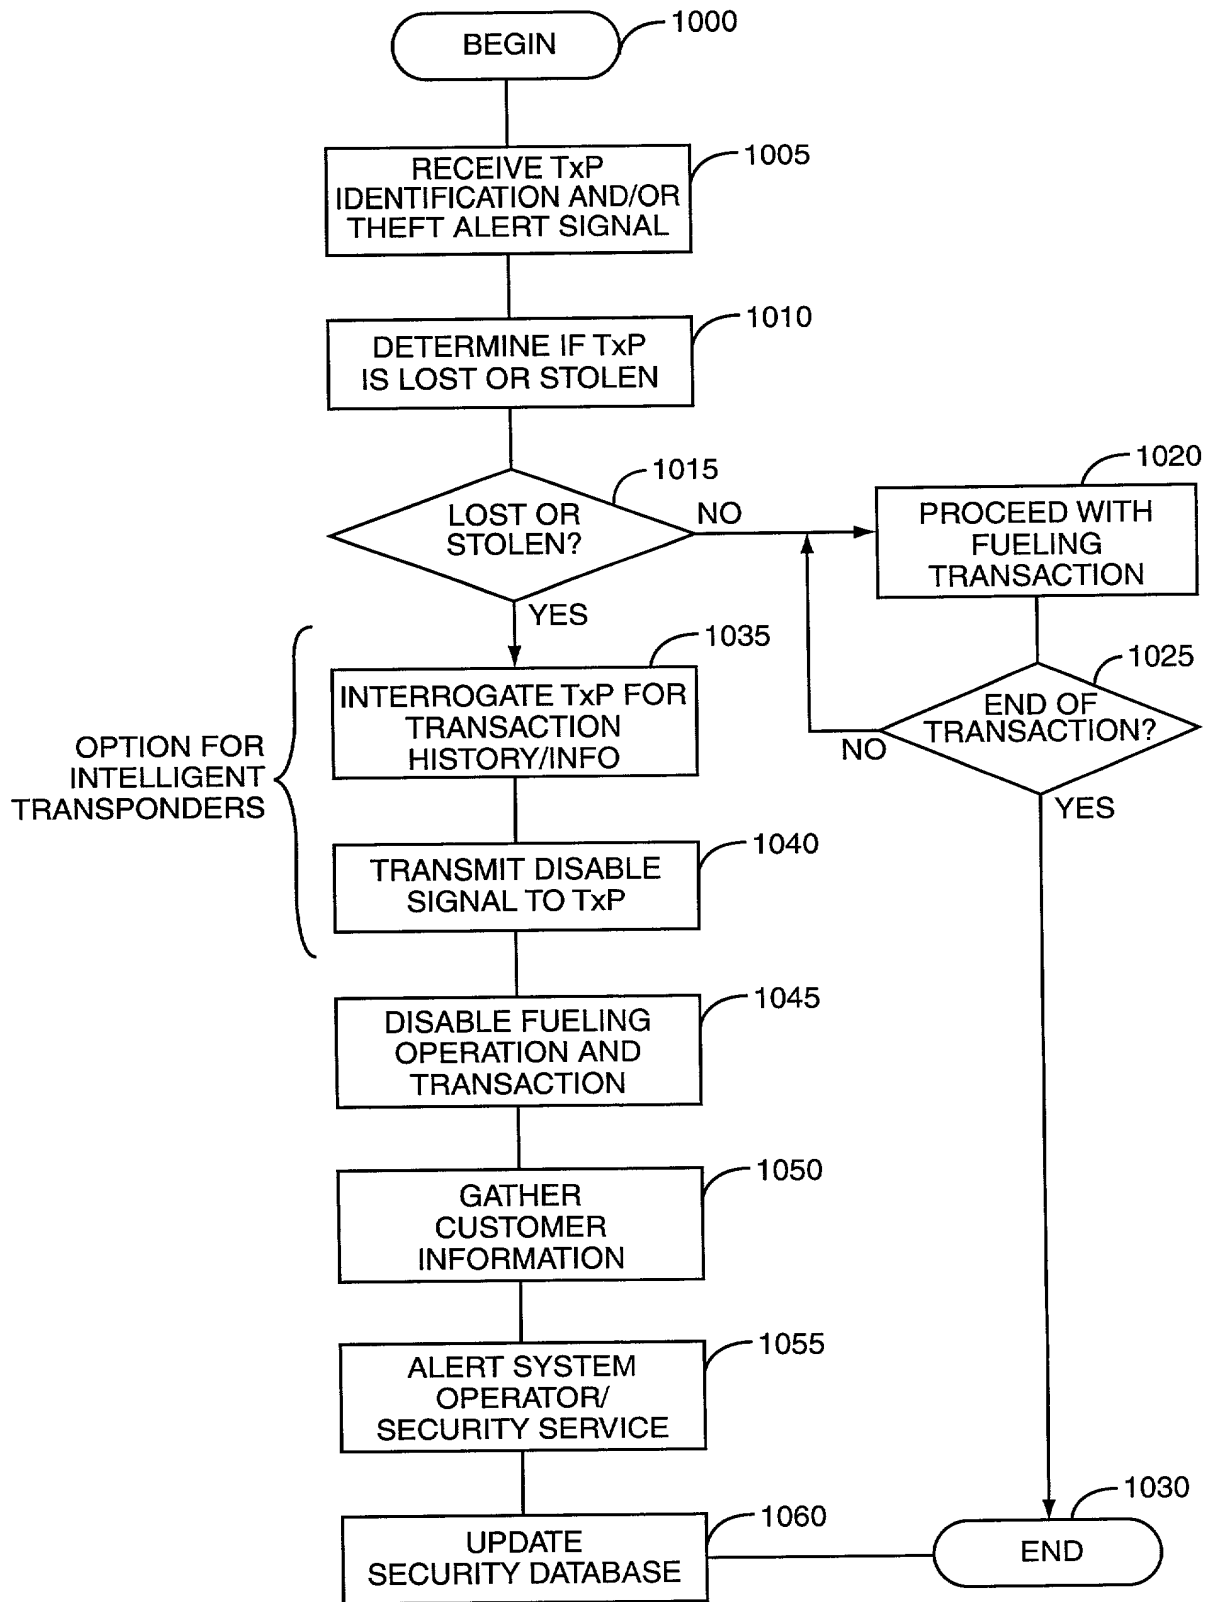 BEGIN
1000
RECEIVE TxP
IDENTIFICATION AND/OR
THEFT ALERT SIGNAL
1005
DETERMINE IF TxP
IS LOST OR STOLEN
1010
LOST OR
STOLEN?
1015
NO
YES
PROCEED WITH
FUELING
TRANSACTION
1020
END OF
TRANSACTION?
1025
NO
YES
OPTION FOR
INTELLIGENT
TRANSPONDERS
INTERROGATE TxP FOR
TRANSACTION
HISTORY/INFO
1035
TRANSMIT DISABLE
SIGNAL TO TxP
1040
DISABLE FUELING
OPERATION AND
TRANSACTION
1045
GATHER
CUSTOMER
INFORMATION
1050
ALERT SYSTEM
OPERATOR/
SECURITY SERVICE
1055
UPDATE
SECURITY DATABASE
1060
END
1030